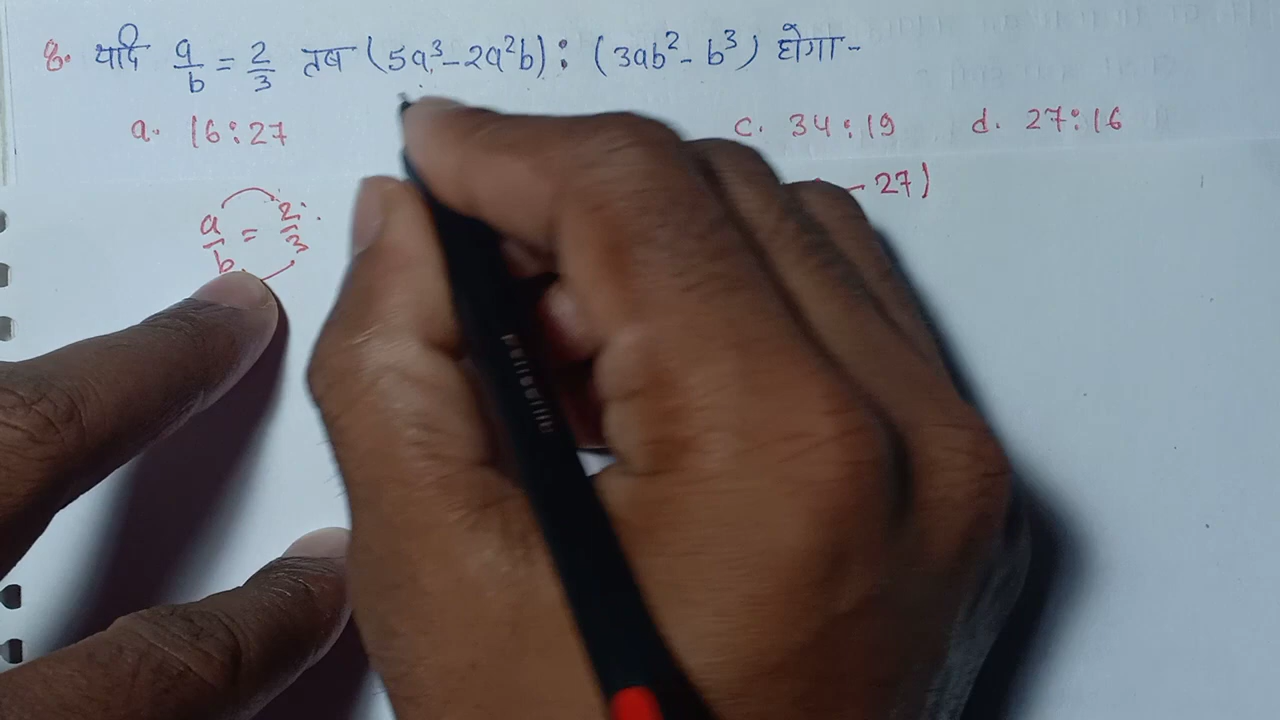 8. यदि a/b = 2/3 तब (5a³-2a²b) : (3ab²- b³) होगा-
a. 16:27 c. 34:19 d. 27:16
a/b = 2/3 - 27)